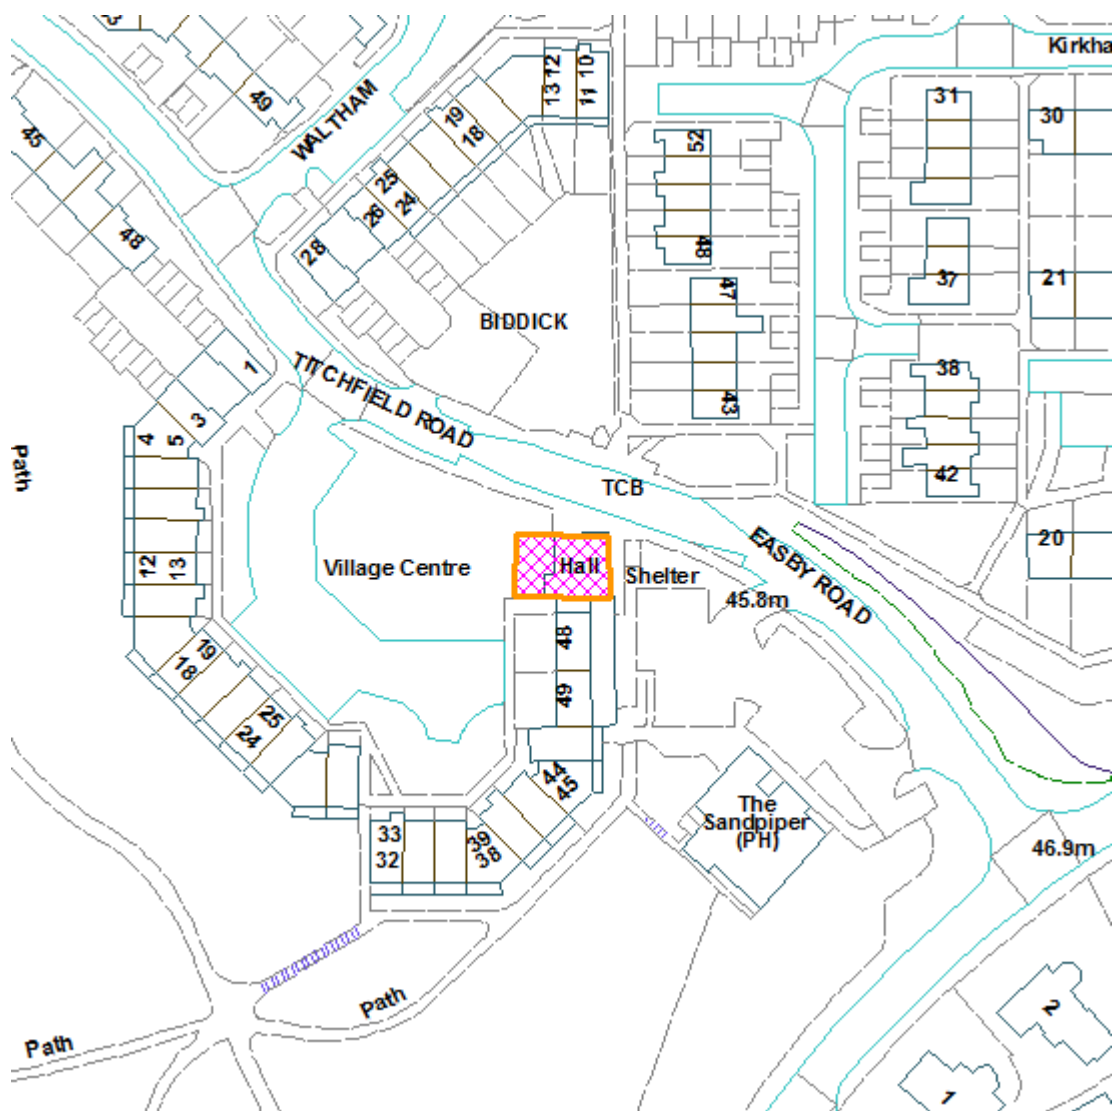 Kirkha
49
WALTHAM
45
48
13 12
11 10
19
18
25
24
26
28
52
48
47
43
31
37
30
21
38
42
20
BIDDICK
TITCHFIELD ROAD
TCB
EASBY ROAD
1
3
4
5
12
13
19
18
25
24
Path
Village Centre
Hall
Shelter
45.8m
48
49
44
45
33
32
39
38
The
Sandpiper
(PH)
46.9m
Path
Path
2
1